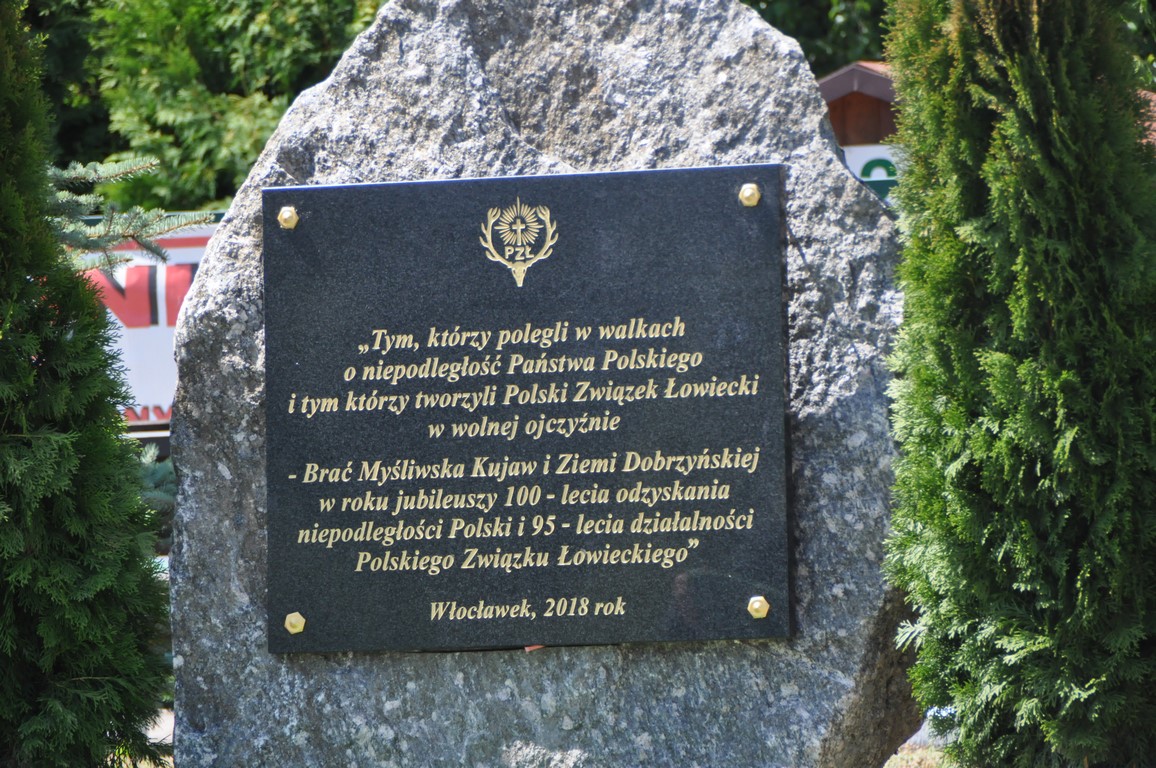 PZŁ
„Tym, którzy polegli w walkach
o niepodległość Państwa Polskiego
i tym którzy tworzyli Polski Związek Łowiecki
w wolnej ojczyźnie
- Brać Myśliwska Kujaw i Ziemi Dobrzyńskiej
w roku jubileuszy 100 - lecia odzyskania
niepodległości Polski i 95 - lecia działalności
Polskiego Związku Łowieckiego”
Włocławek, 2018 rok